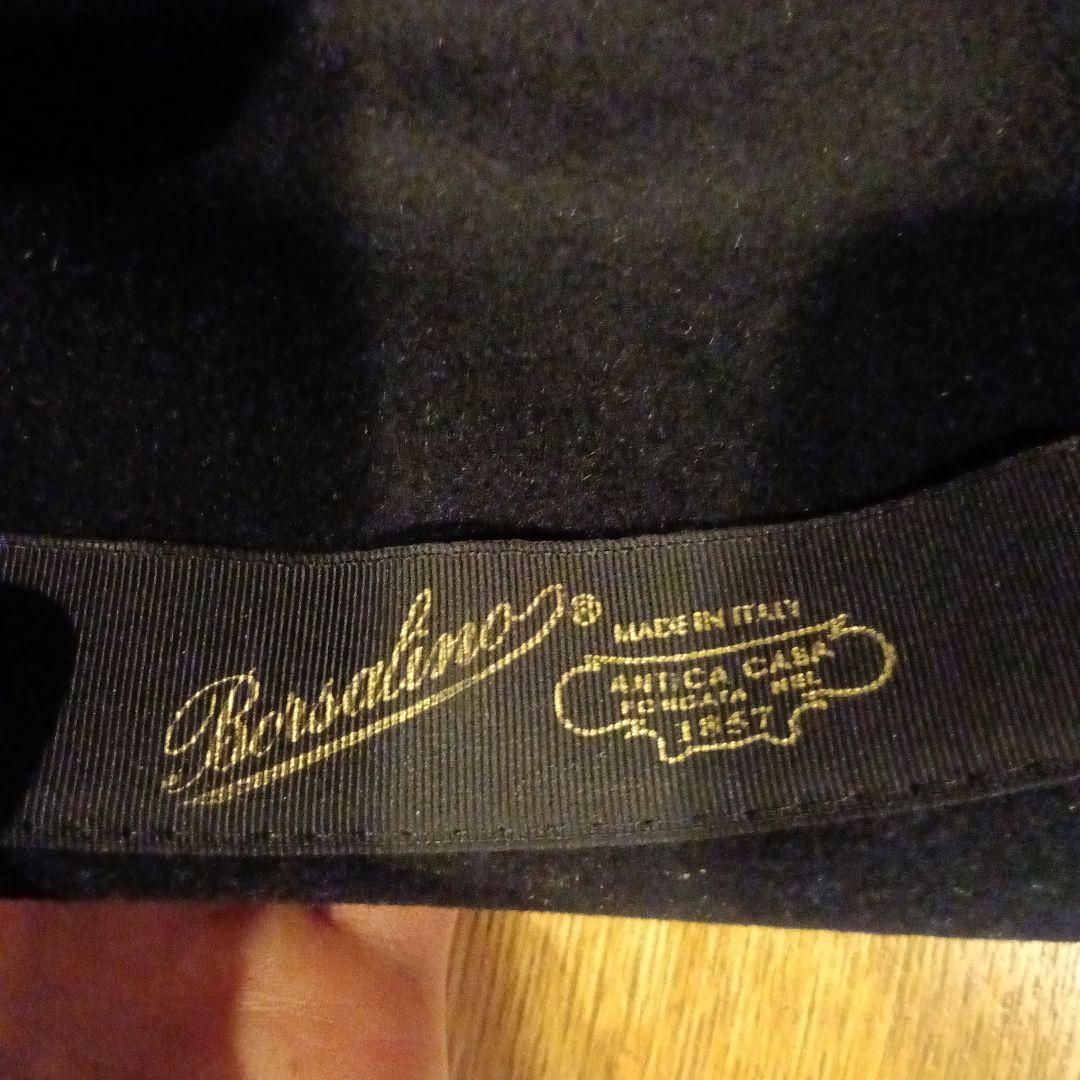 Borsalino®
MADE IN ITALY
ANTICA CASA
FONDATA NEL
1857